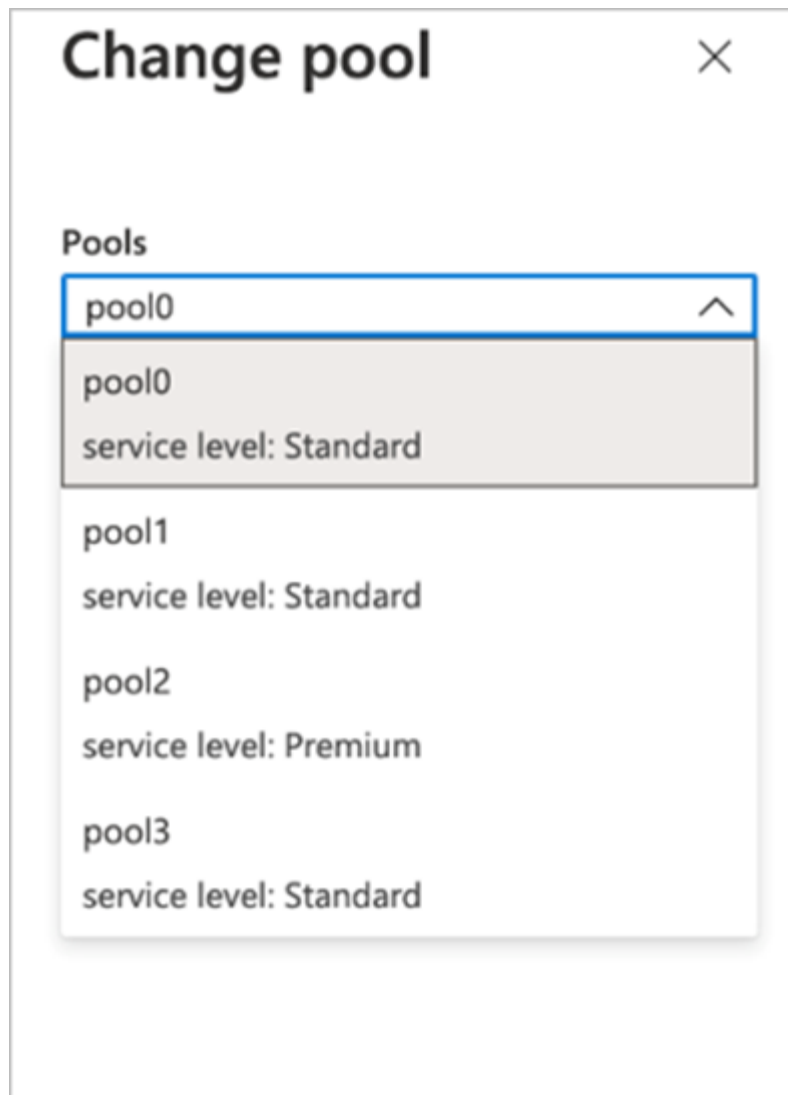 Change pool
Pools
pool0
pool0
service level: Standard
pool1
service level: Standard
pool2
service level: Premium
pool3
service level: Standard